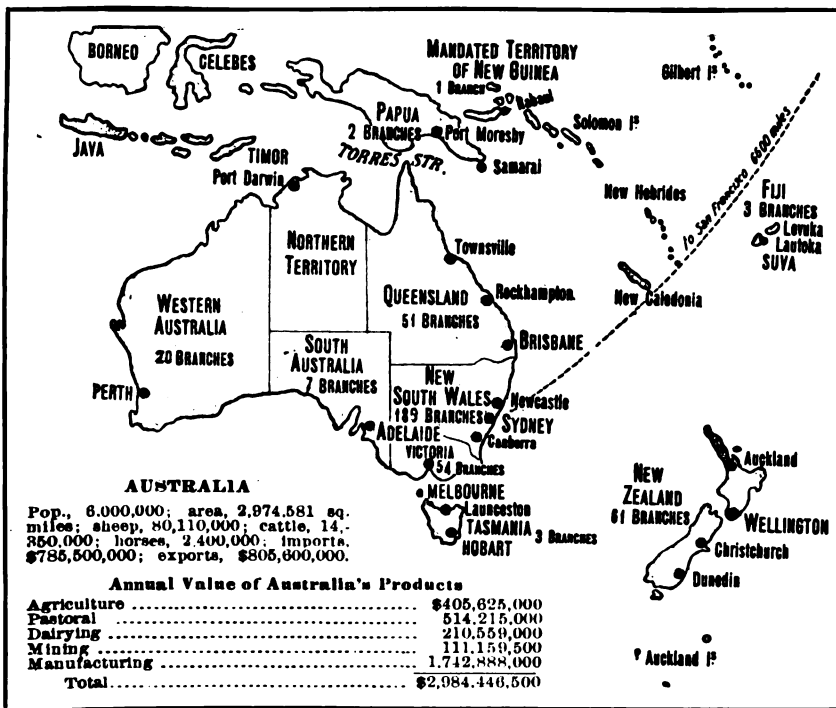 BORNEO
CELEBES
MANDATED TERRITORY
OF NEW GUINEA
1 BRANCH
Rabaul
Gilbert Is
PAPUA
2 BRANCHES
Port Moresby
Solomon Is
JAVA
TIMOR
TORRES STR.
Samarai
Port Darwin
New Hebrides
To San Francisco 6600 miles
FIJI
3 BRANCHES
Levuka
Lautoka
SUVA
NORTHERN
TERRITORY
Townsville
WESTERN
AUSTRALIA
20 BRANCHES
QUEENSLAND
51 BRANCHES
Rockhampton
New Caledonia
SOUTH
AUSTRALIA
7 BRANCHES
BRISBANE
PERTH
NEW
SOUTH WALES
189 BRANCHES
Newcastle
SYDNEY
Canberra
ADELAIDE
VICTORIA
54 BRANCHES
MELBOURNE
Launceston
TASMANIA
3 BRANCHES
HOBART
NEW
ZEALAND
61 BRANCHES
Auckland
WELLINGTON
Christchurch
Dunedin
Auckland Is
AUSTRALIA
Pop., 6,000,000; area, 2,974,581 sq.
miles; sheep, 80,110,000; cattle, 14,-
350,000; horses, 2,400,000; imports,
$785,500,000; exports, $805,600,000.
Annual Value of Australia's Products
Agriculture ........ $405,625,000
Pastoral ........ 514,215,000
Dairying ........ 210,559,000
Mining ........ 111,159,500
Manufacturing ........ 1,742,888,000
Total ........ $2,984,446,500